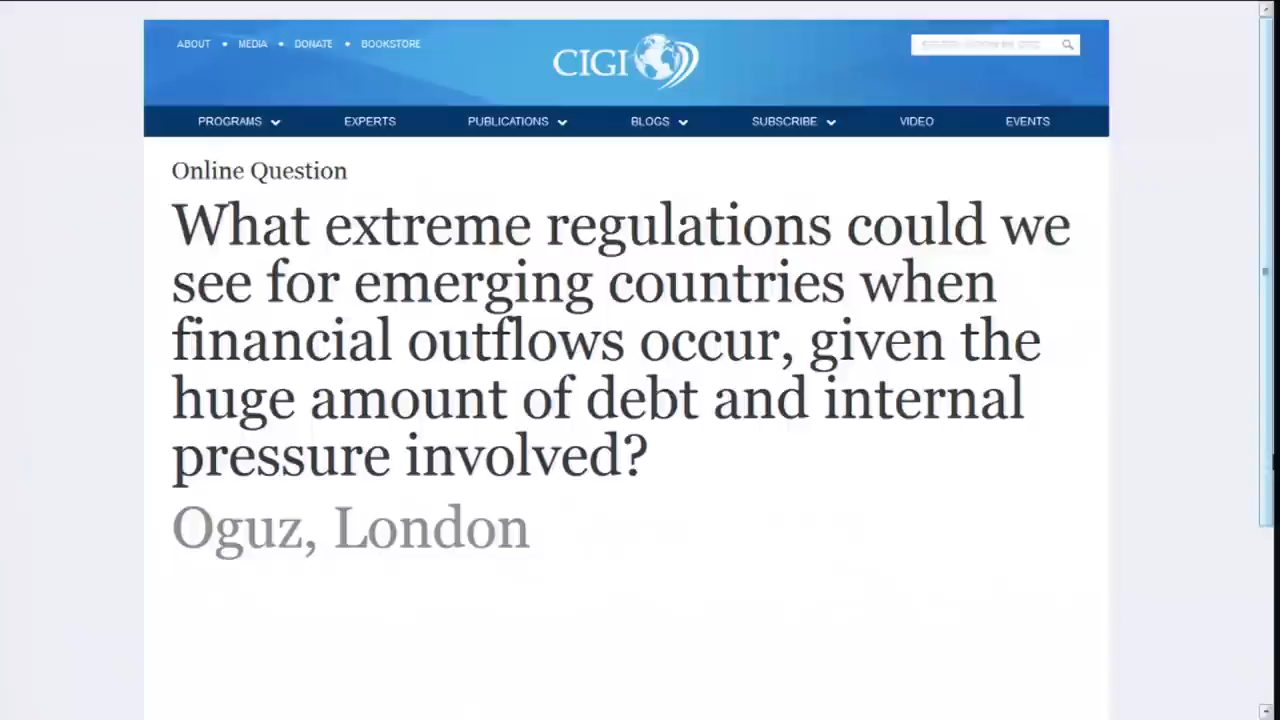 ABOUT • MEDIA • DONATE • BOOKSTORE
CIGI
PROGRAMS EXPERTS PUBLICATIONS BLOGS SUBSCRIBE VIDEO EVENTS
Online Question
What extreme regulations could we
see for emerging countries when
financial outflows occur, given the
huge amount of debt and internal
pressure involved?
Oguz, London